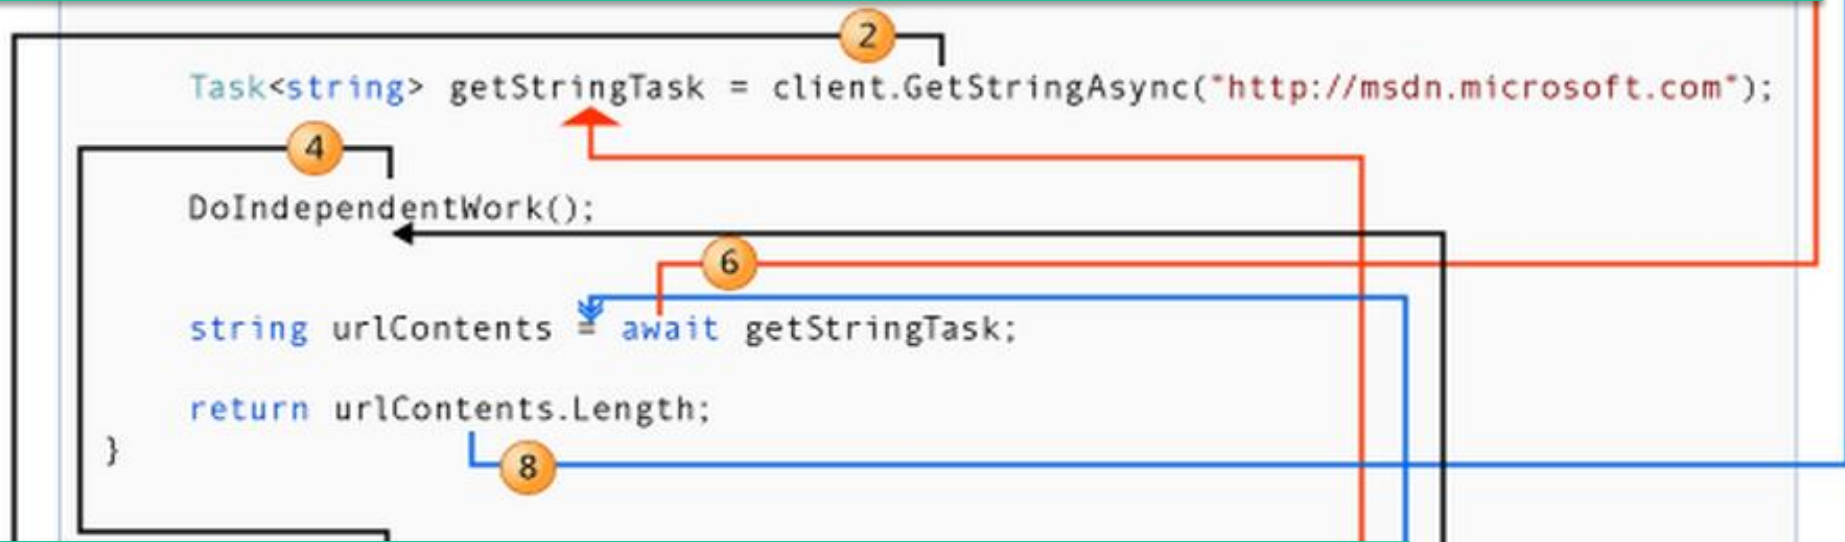 2
Task<string> getStringTask = client.GetStringAsync("http://msdn.microsoft.com");
4
DoIndependentWork();
6
string urlContents = await getStringTask;
return urlContents.Length;
}
8